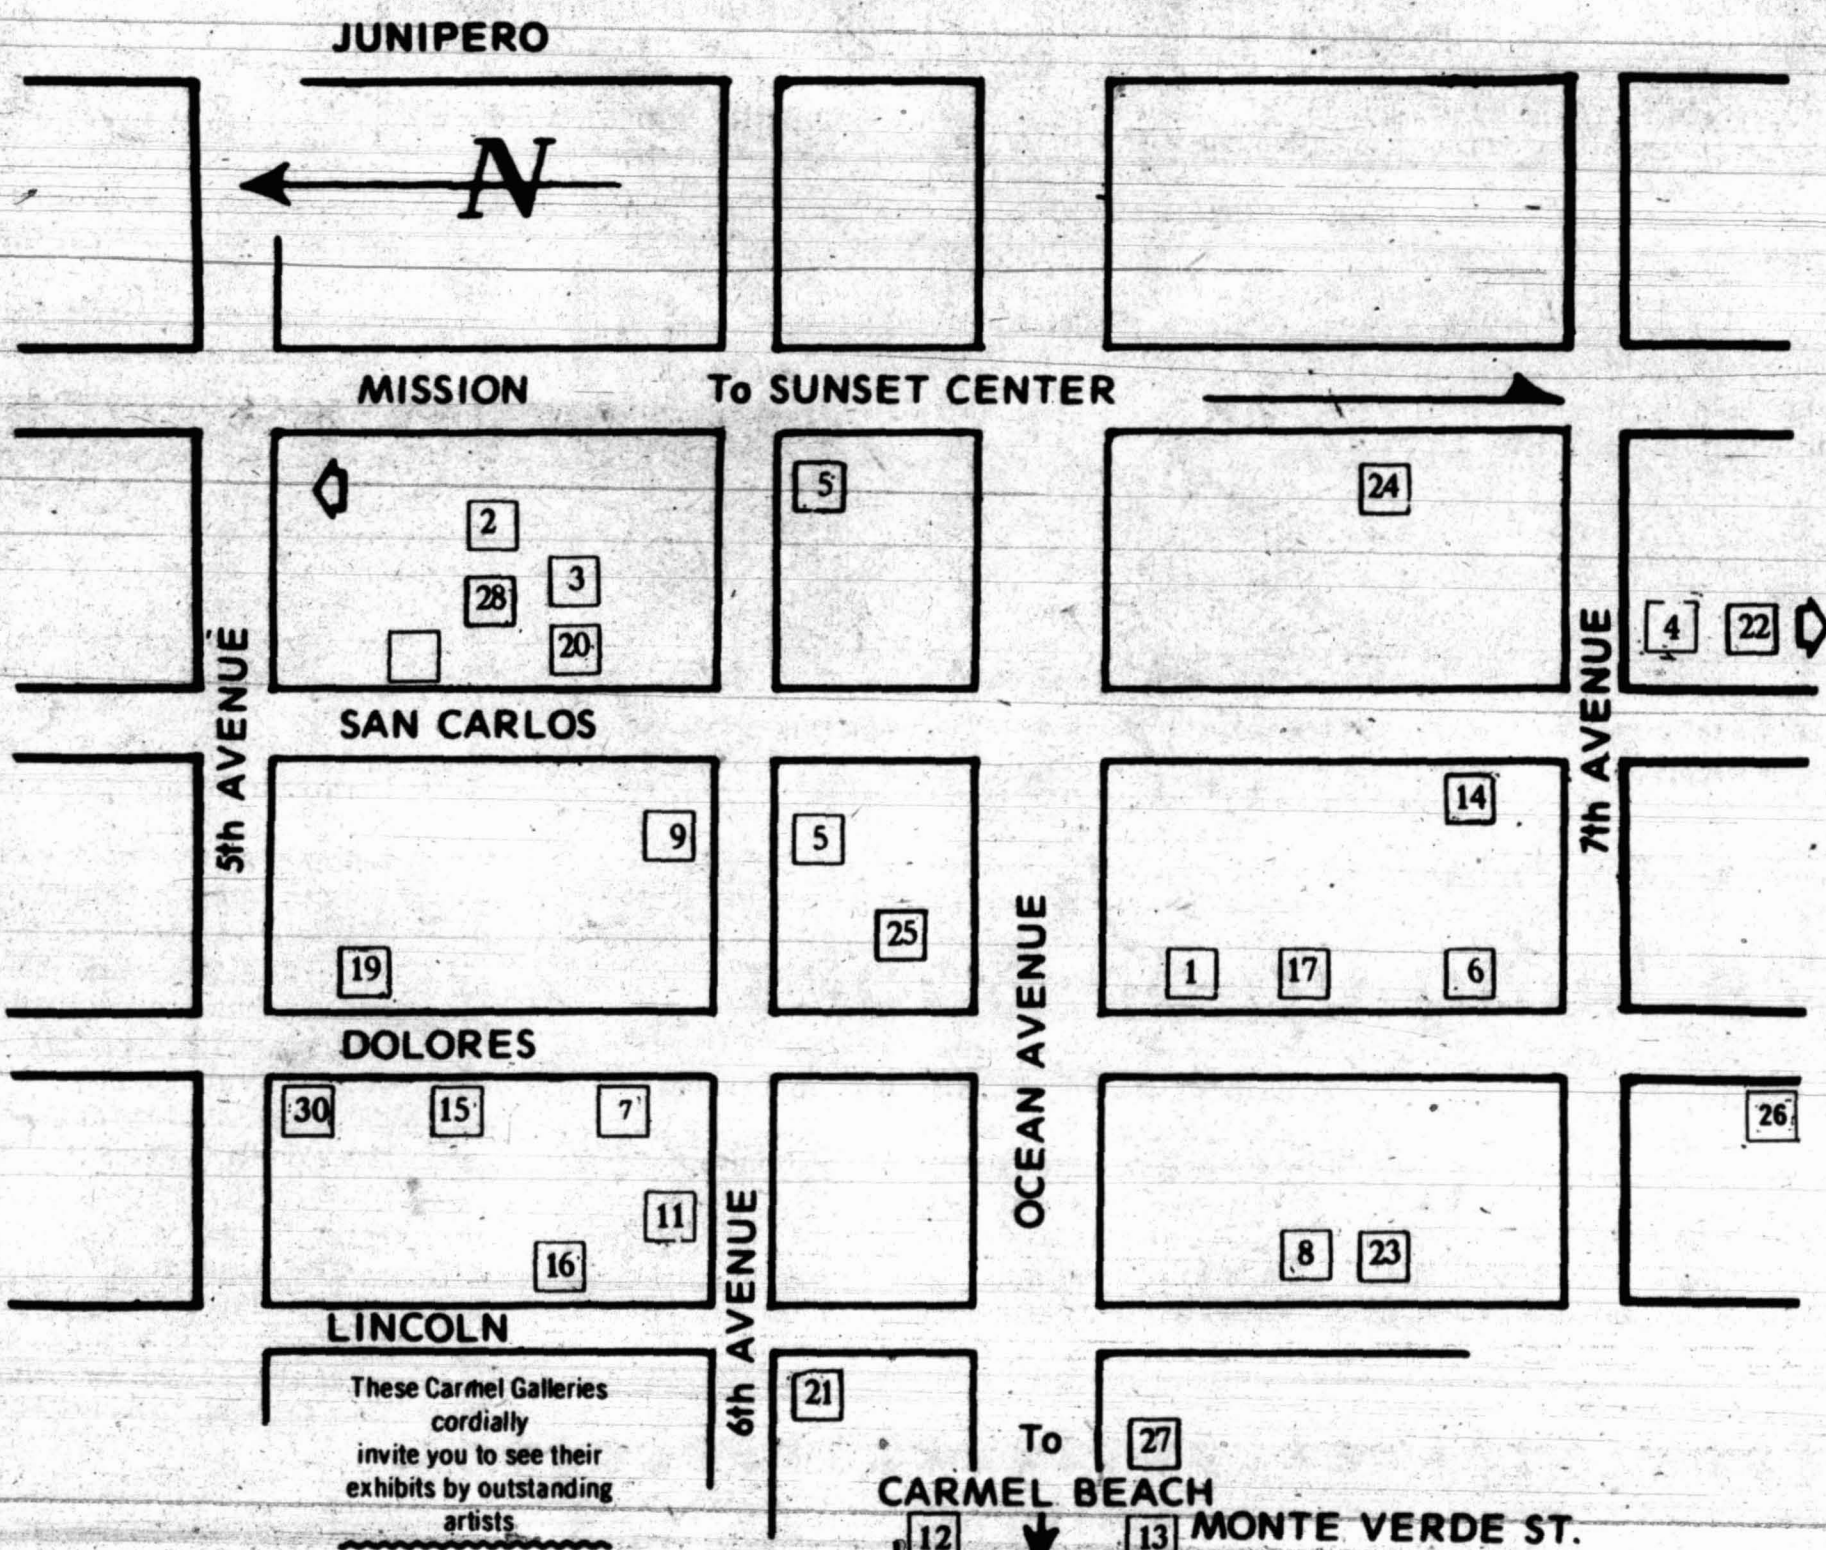 JUNIPERO
N
MISSION To SUNSET CENTER
5
24
2
3
28
4
22
20
5th AVENUE
7th AVENUE
SAN CARLOS
14
9
5
25
19
1
17
6
OCEAN AVENUE
DOLORES
30
15
7
26
11
16
8
23
6th AVENUE
LINCOLN
These Carmel Galleries
cordially
invite you to see their
exhibits by outstanding
artists
21
To
27
CARMEL BEACH
12
13
MONTE VERDE ST.